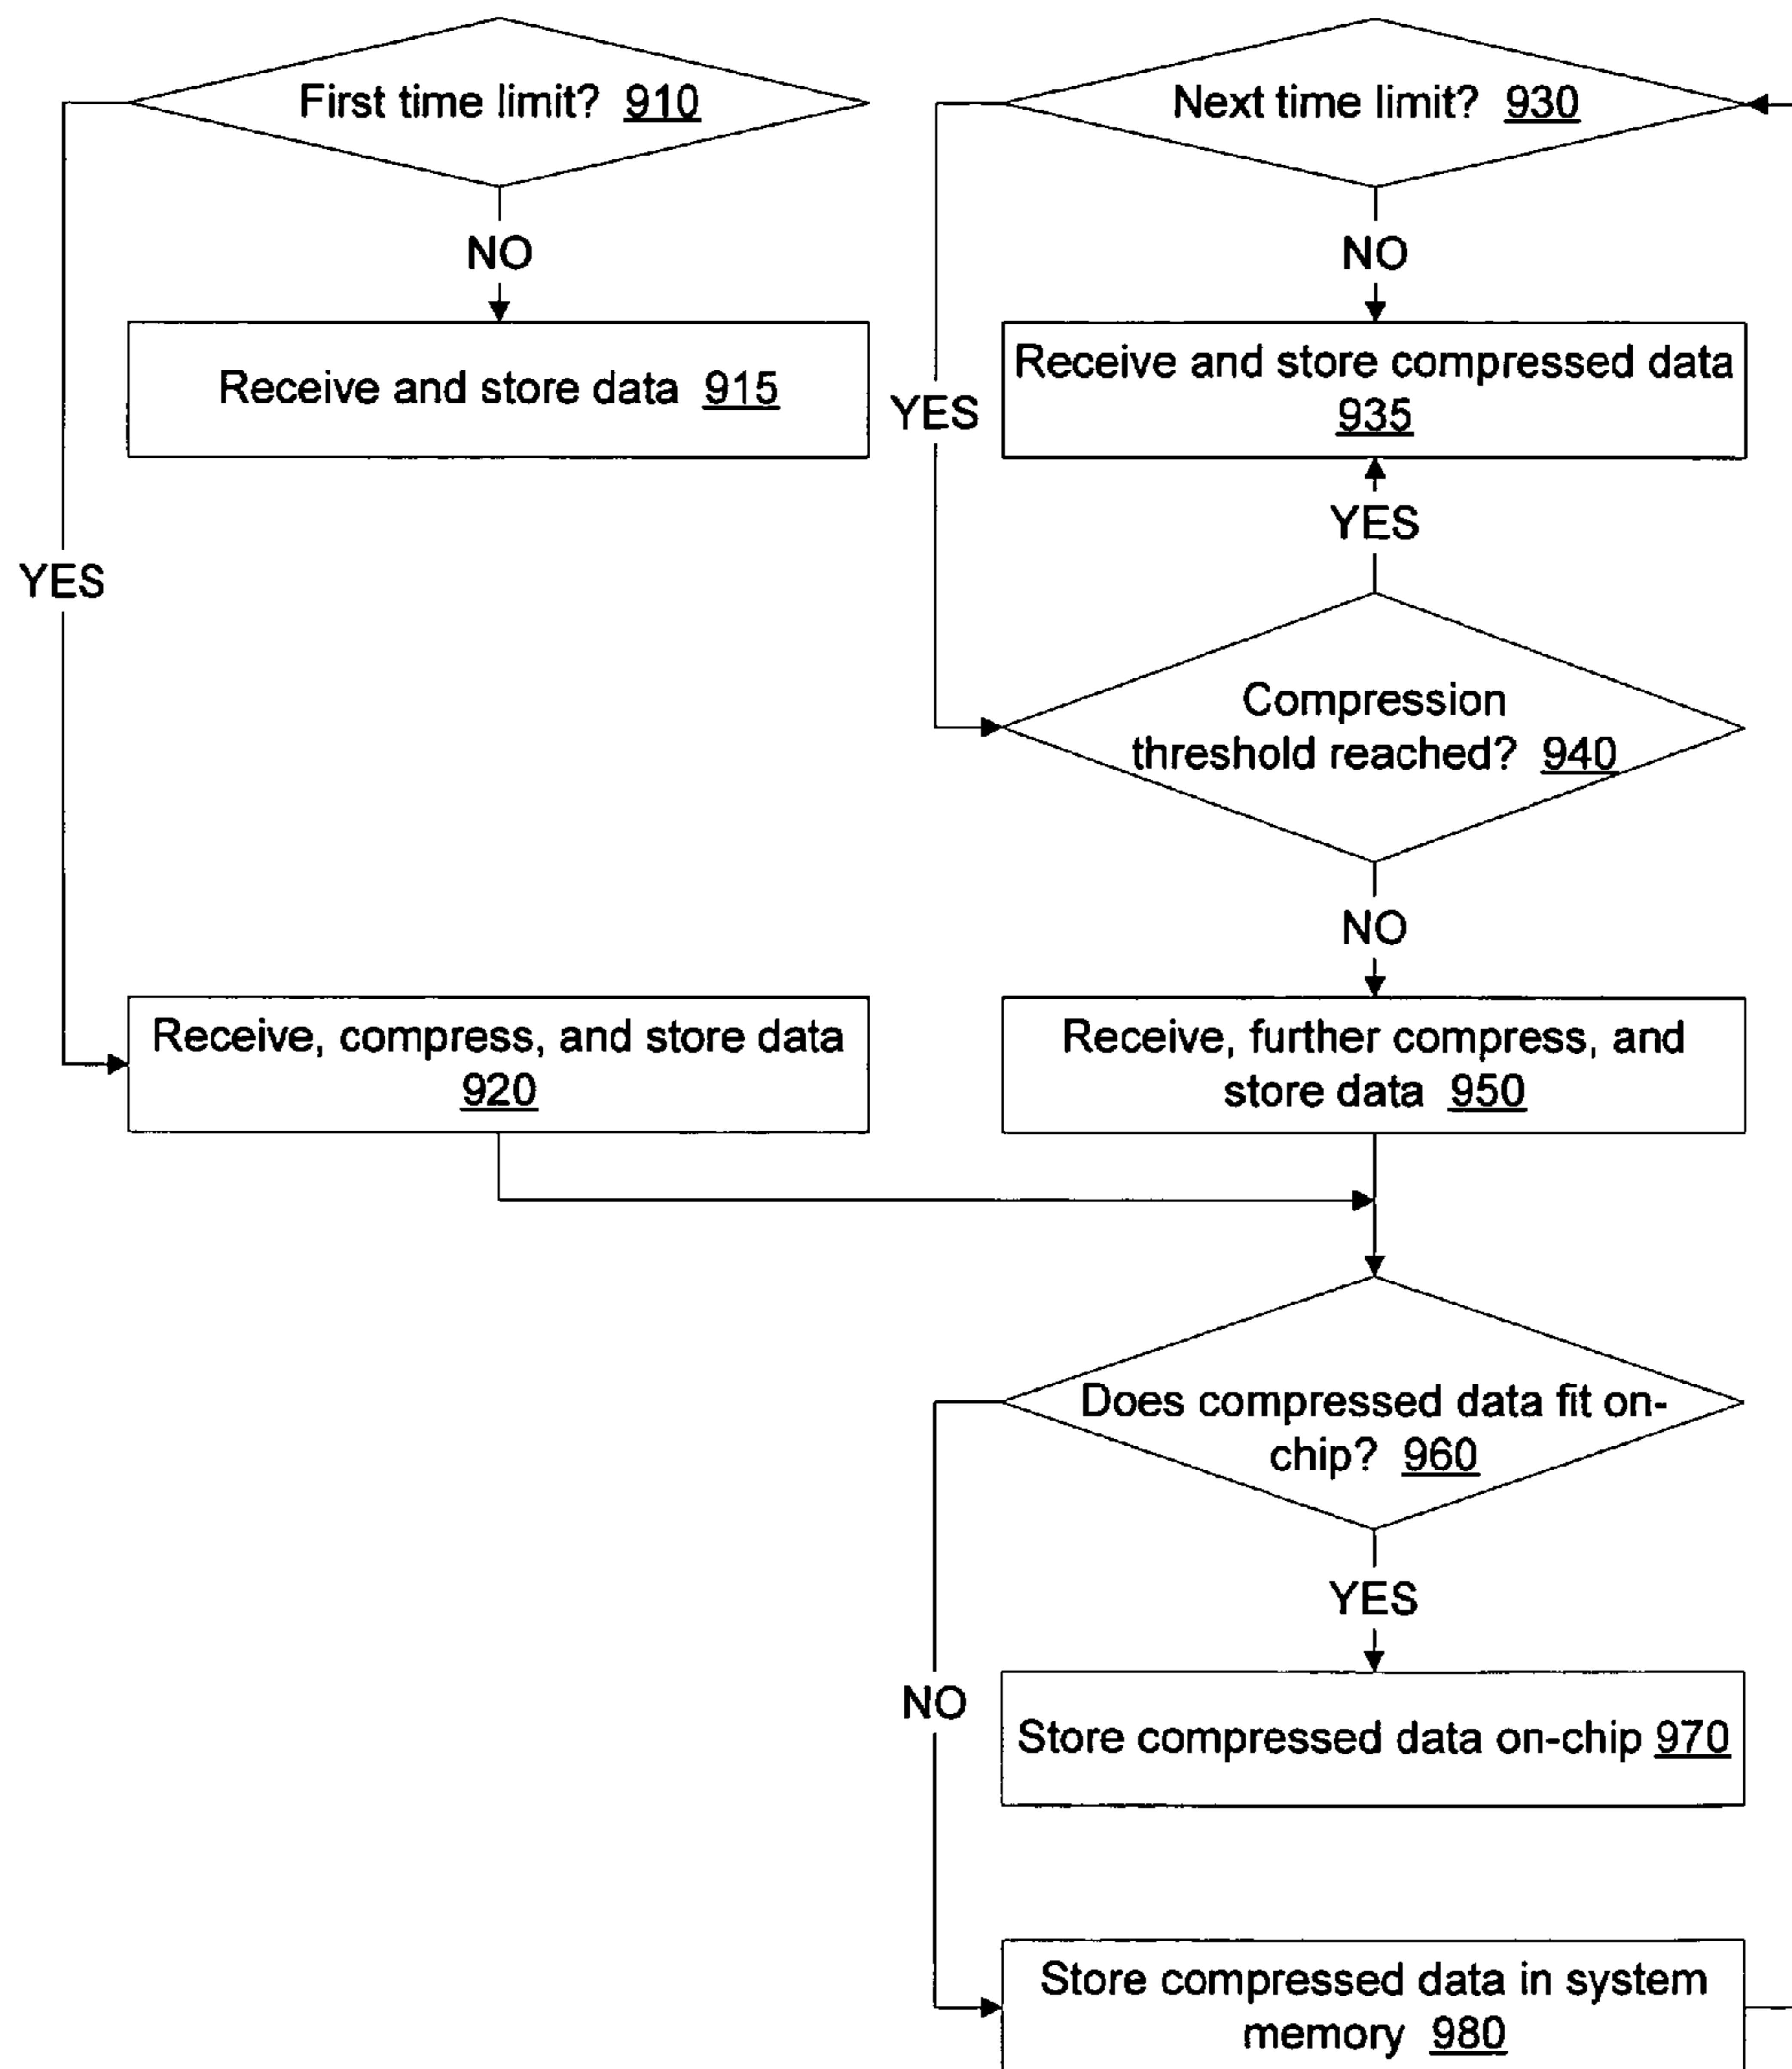 First time limit? 910
Next time limit? 930
NO
NO
Receive and store data 915
Receive and store compressed data
935
YES
YES
YES
Compression
threshold reached? 940
NO
Receive, compress, and store data
920
Receive, further compress, and
store data 950
Does compressed data fit on-
chip? 960
YES
NO
Store compressed data on-chip 970
Store compressed data in system
memory 980